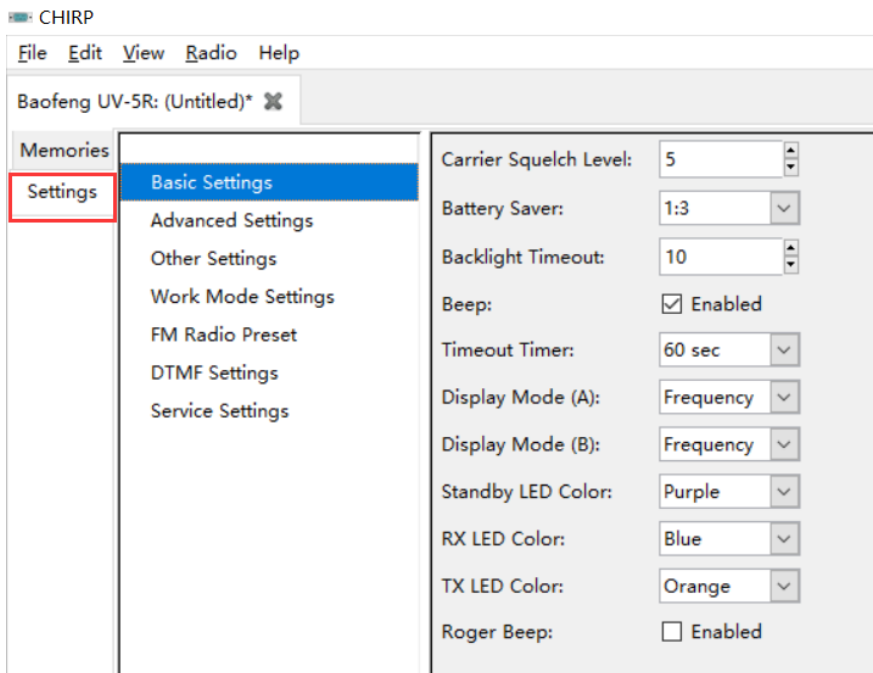 CHIRP
File Edit View Radio Help
Baofeng UV-5R: (Untitled)*
Memories
Settings
Basic Settings
Advanced Settings
Other Settings
Work Mode Settings
FM Radio Preset
DTMF Settings
Service Settings
Carrier Squelch Level: 5
Battery Saver: 1:3
Backlight Timeout: 10
Beep: Enabled
Timeout Timer: 60 sec
Display Mode (A): Frequency
Display Mode (B): Frequency
Standby LED Color: Purple
RX LED Color: Blue
TX LED Color: Orange
Roger Beep: Enabled